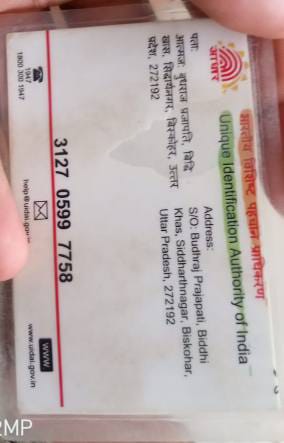 आधार
भारतीय विशिष्ट पहचान प्राधिकरण
Unique Identification Authority of India
पता:
आत्मज: बुधराज प्रजापति, बिद्दि
खास, सिद्धार्थनगर, बिस्कोहर, उत्तर
प्रदेश, 272192
Address:
S/O: Budhraj Prajapati, Biddhi
Khas, Siddharthnagar, Biskohar,
Uttar Pradesh, 272192
3127 0599 7758
1947
1800 300 1947
help@uidai.gov.in
www
www.uidai.gov.in
2MP